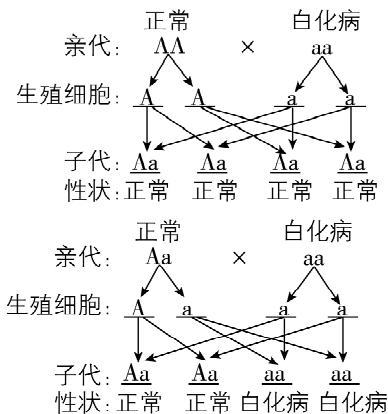 正常 白化病
亲代: AA × aa
生殖细胞: A A a a
子代: Aa Aa Aa Aa
性状: 正常 正常 正常 正常
正常 白化病
亲代: Aa × aa
生殖细胞: A a a a
子代: Aa Aa aa aa
性状: 正常 正常 白化病 白化病